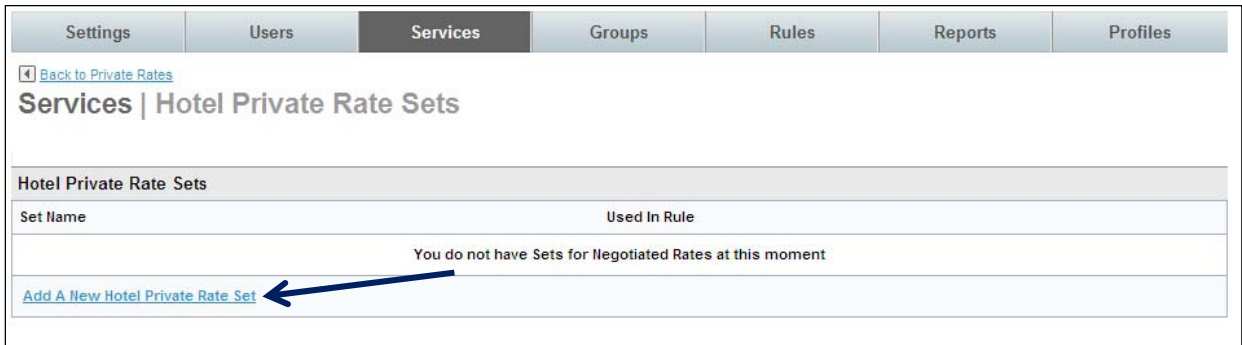 Settings Users Services Groups Rules Reports Profiles
Back to Private Rates
Services | Hotel Private Rate Sets
Hotel Private Rate Sets
Set Name Used In Rule
You do not have Sets for Negotiated Rates at this moment
Add A New Hotel Private Rate Set